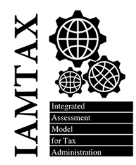 IAMTAX
Integrated
Assessment
Model
for Tax
Administration